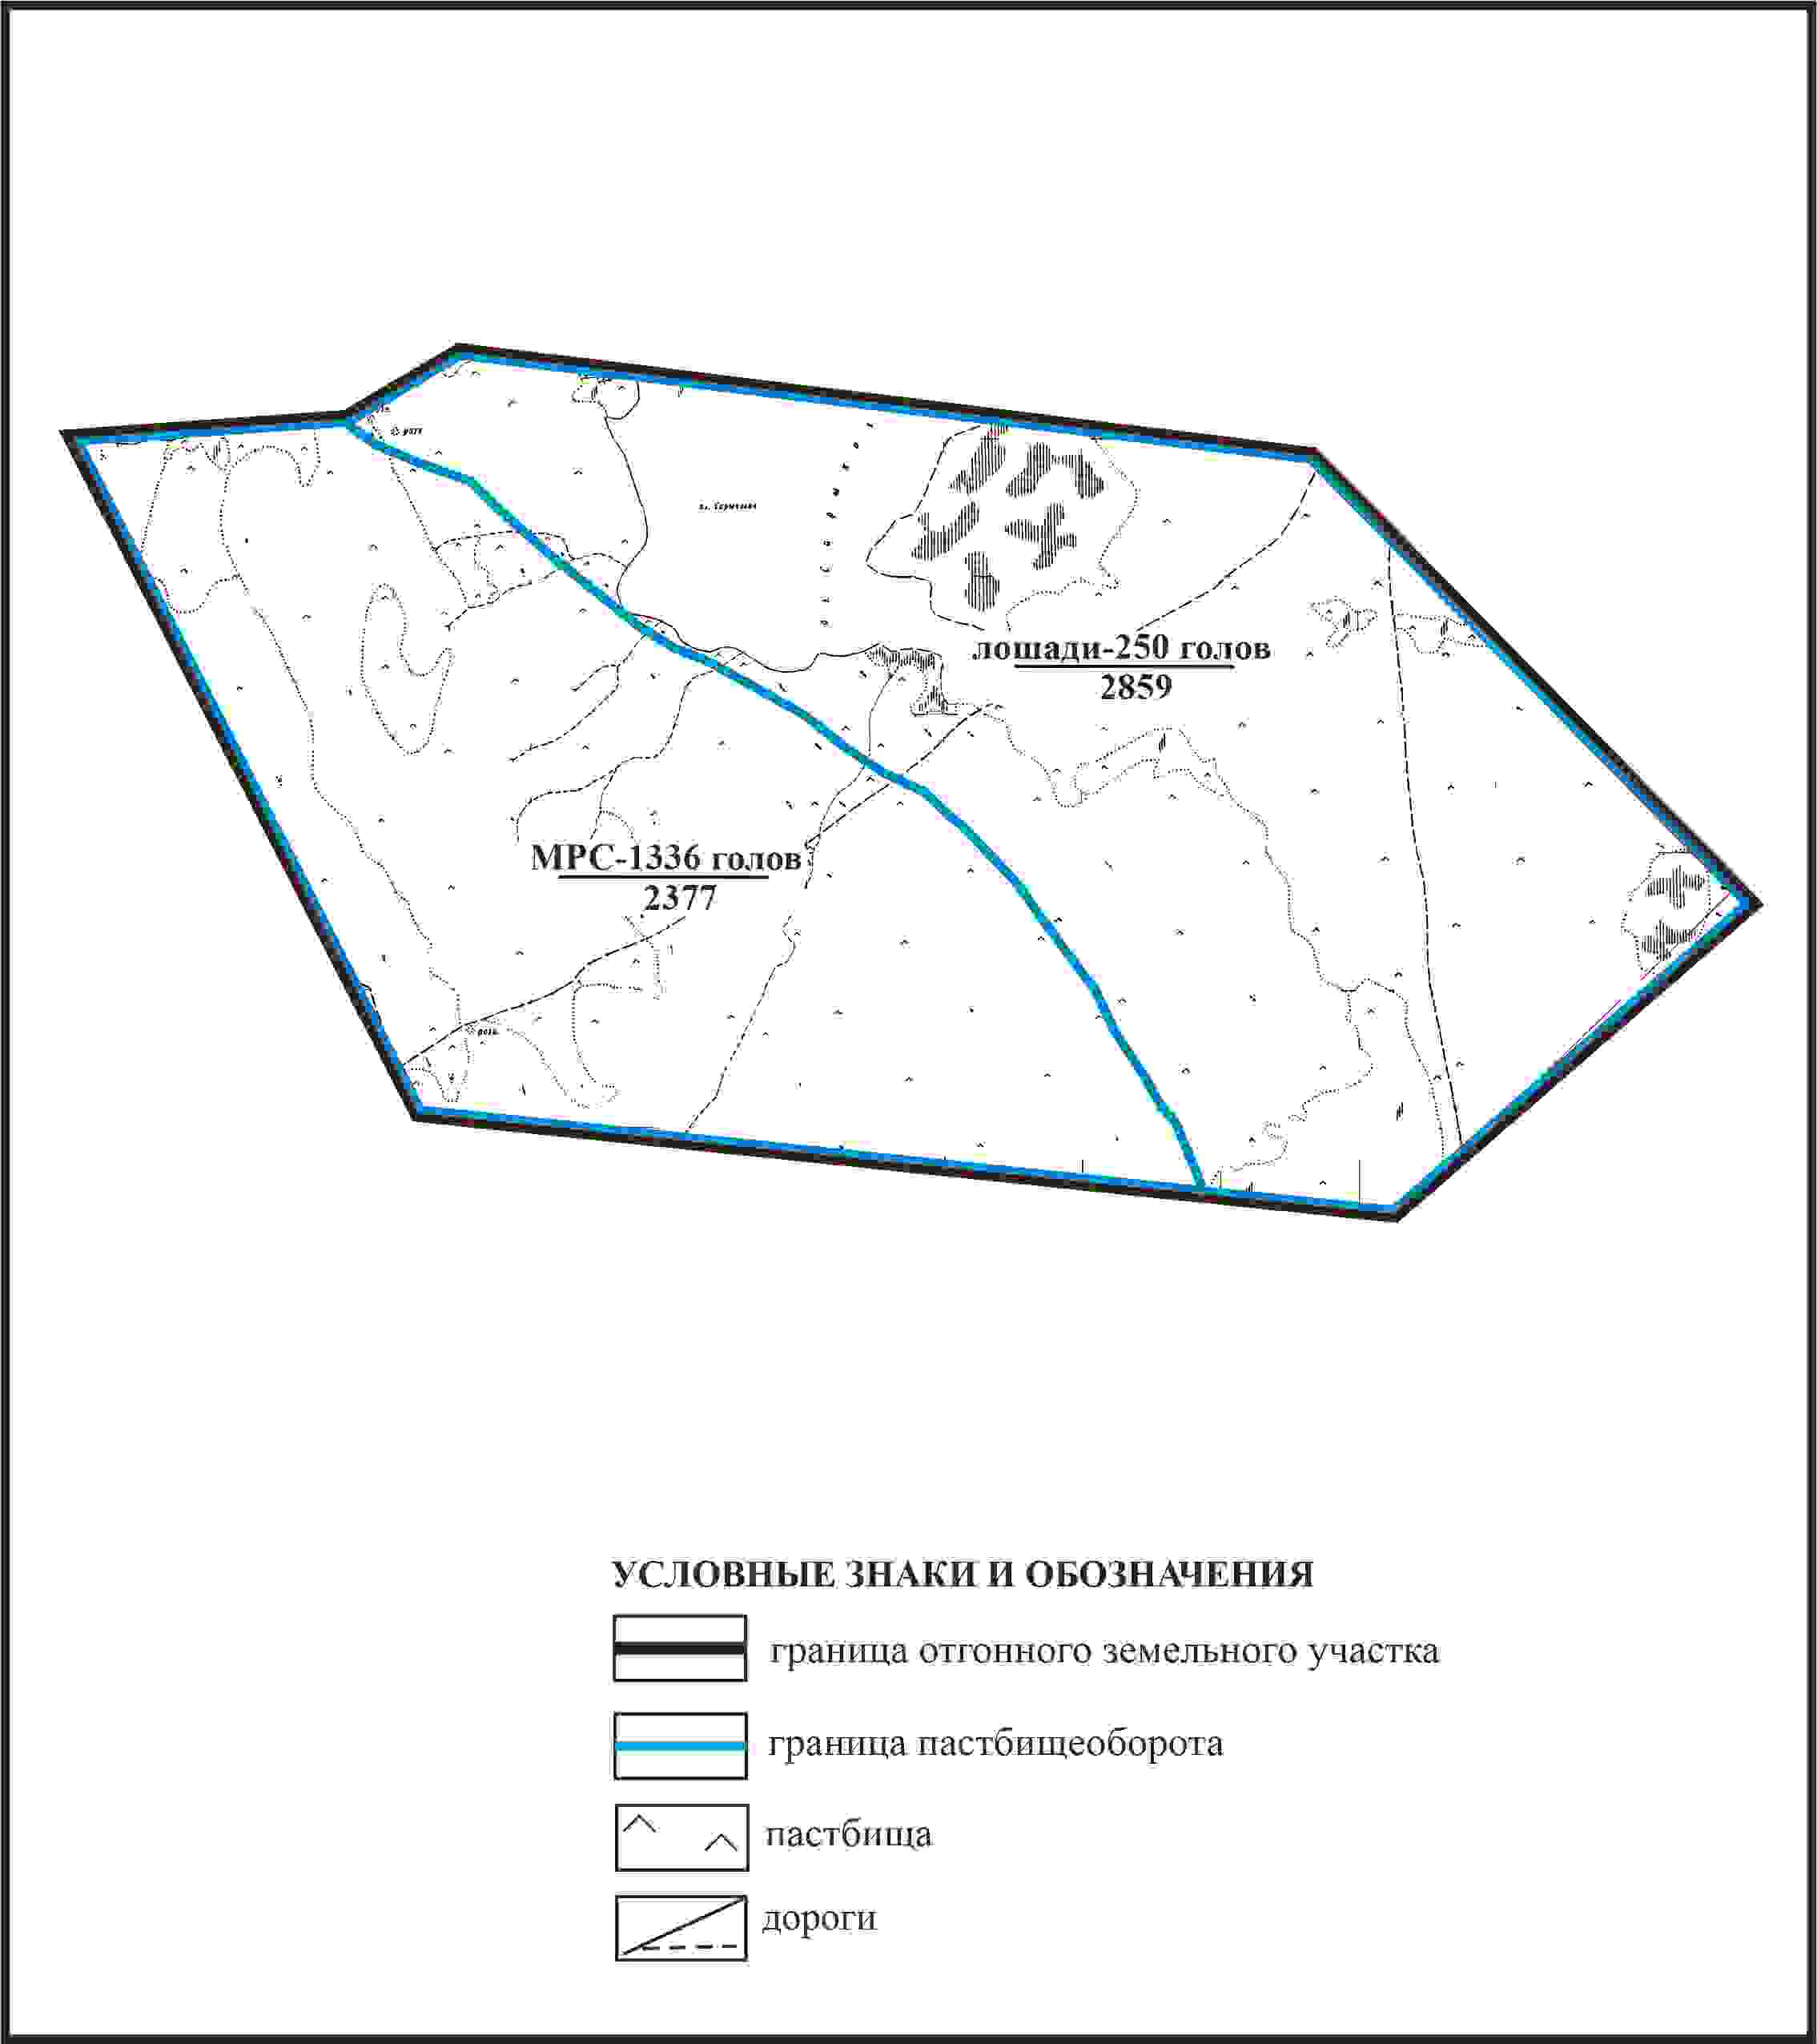 лошади-250 голов
2859
МРС-1336 голов
2377
УСЛОВНЫЕ ЗНАКИ И ОБОЗНАЧЕНИЯ
граница отгонного земельного участка
граница пастбищеоборота
пастбища
дороги